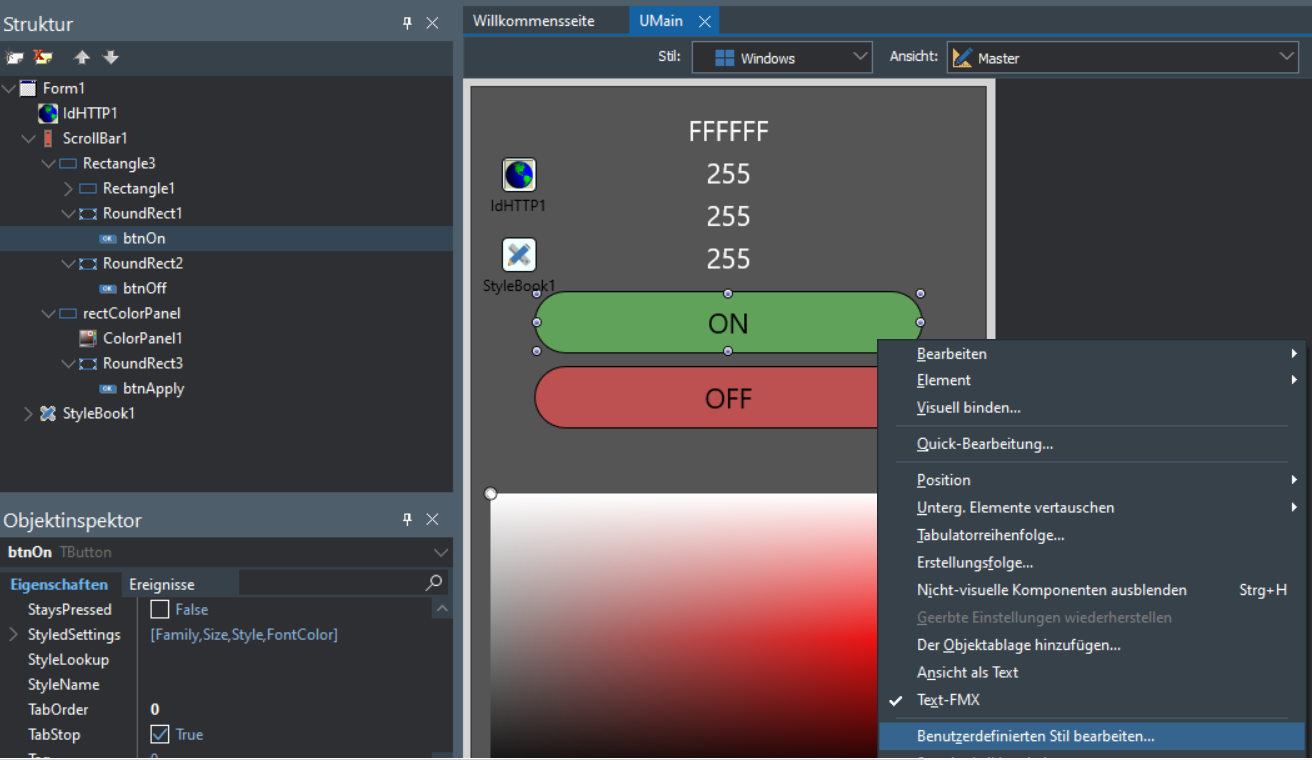 Struktur
Form1
IdHTTP1
ScrollBar1
Rectangle3
Rectangle1
RoundRect1
btnOn
RoundRect2
btnOff
rectColorPanel
ColorPanel1
RoundRect3
btnApply
StyleBook1
Objektinspektor
btnOn TButton
Eigenschaften Ereignisse
StaysPressed False
StyledSettings [Family,Size,Style,FontColor]
StyleLookup
StyleName
TabOrder 0
TabStop True
Willkommensseite UMain
Stil: Windows Ansicht: Master
FFFFFF
255
IdHTTP1
255
255
StyleBook1
ON
OFF
Bearbeiten
Element
Visuell binden...
Quick-Bearbeitung...
Position
Unterg. Elemente vertauschen
Tabulatorreihenfolge...
Erstellungsfolge...
Nicht-visuelle Komponenten ausblenden Strg+H
Geerbte Einstellungen wiederherstellen
Der Objektablage hinzufügen...
Ansicht als Text
Text-FMX
Benutzerdefinierten Stil bearbeiten...